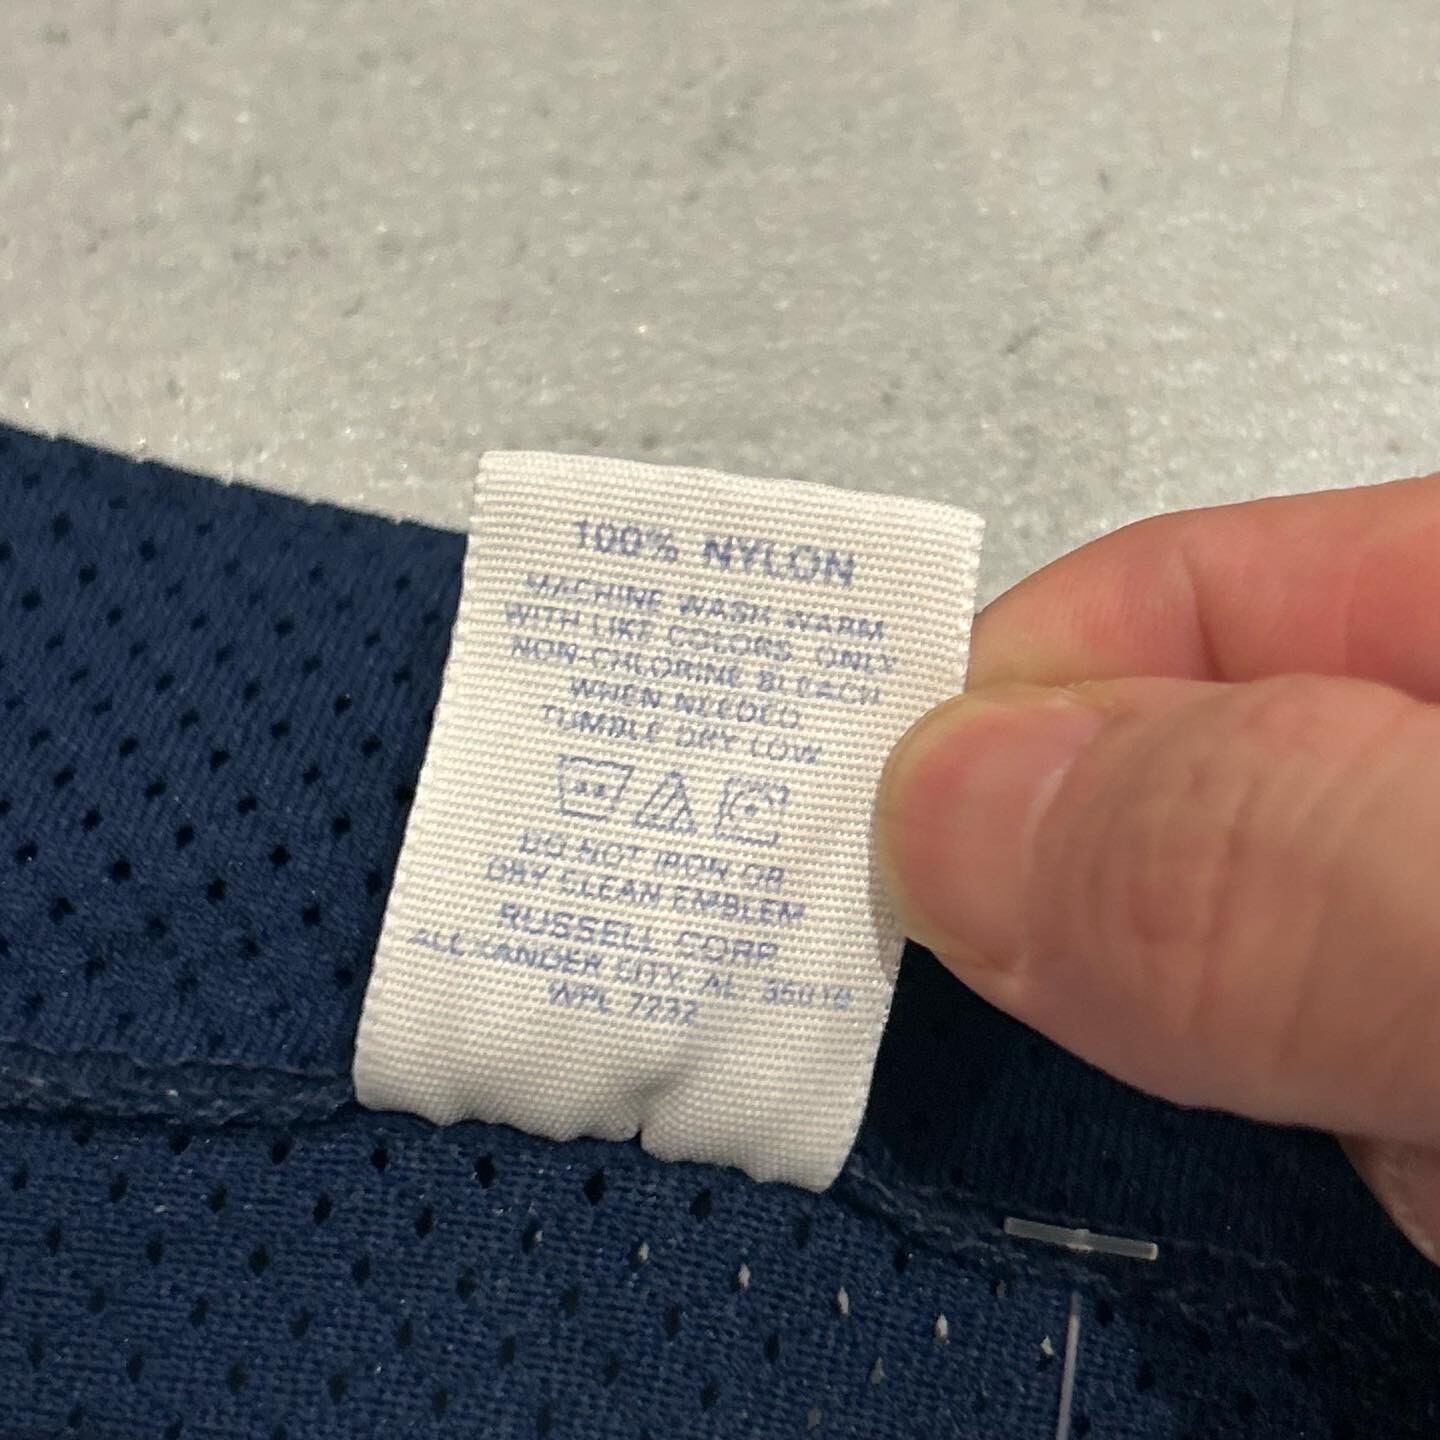 100% NYLON
MACHINE WASH WARM
WITH LIKE COLORS. ONLY
NON-CHLORINE BLEACH
WHEN NEEDED.
TUMBLE DRY LOW
DO NOT IRON OR
DRY CLEAN EMBLEM
RUSSELL CORP
ALEXANDER CITY, AL. 35010
WPL 7232